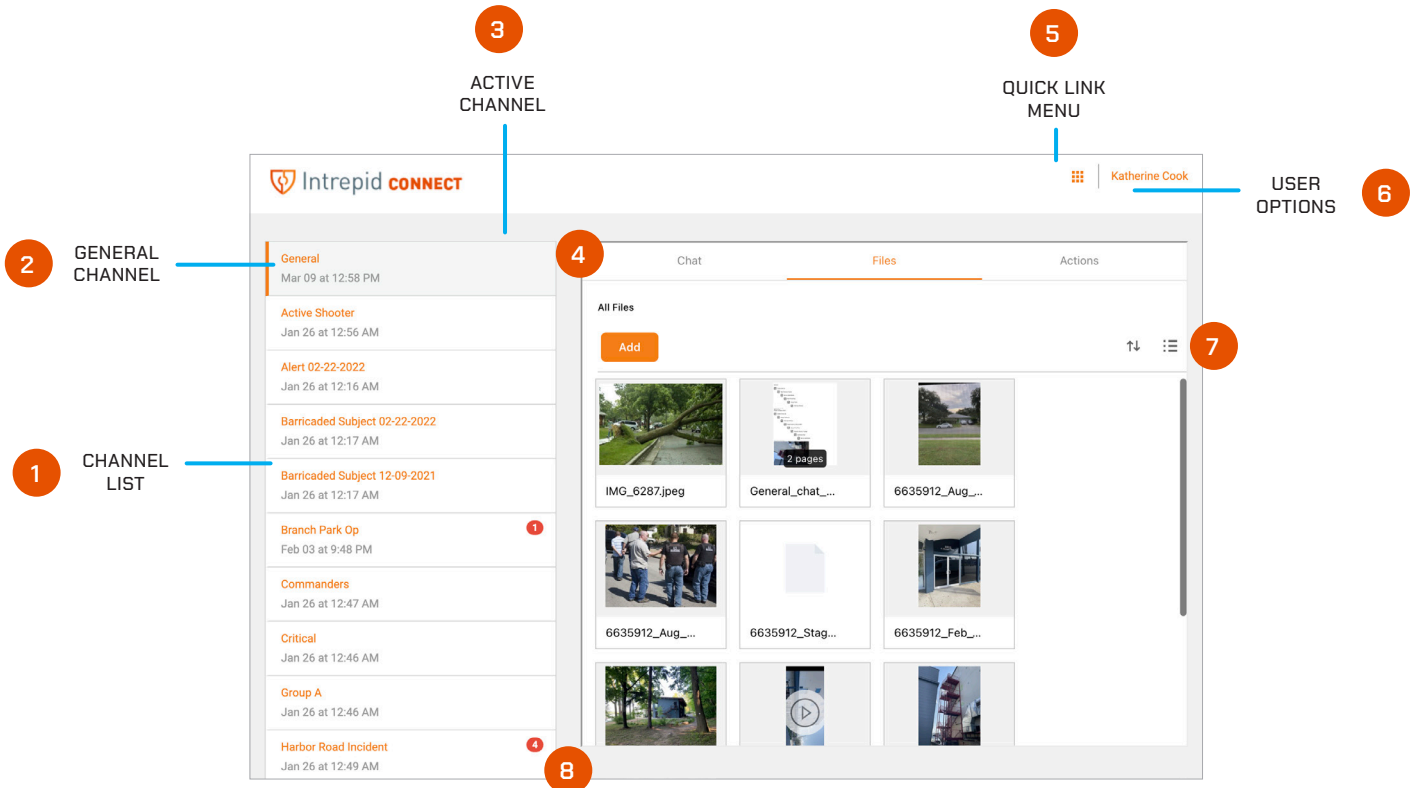 3
5
ACTIVE
CHANNEL
QUICK LINK
MENU
Intrepid CONNECT
Katherine Cook
USER
OPTIONS
6
2
GENERAL
CHANNEL
General
Mar 09 at 12:58 PM
4
Chat
Files
Actions
Active Shooter
Jan 26 at 12:56 AM
All Files
Add
7
Alert 02-22-2022
Jan 26 at 12:16 AM
Barricaded Subject 02-22-2022
Jan 26 at 12:17 AM
1
CHANNEL
LIST
Barricaded Subject 12-09-2021
Jan 26 at 12:17 AM
2 pages
IMG_6287.jpeg
General_chat_...
6635912_Aug_...
Branch Park Op
1
Feb 03 at 9:48 PM
Commanders
Jan 26 at 12:47 AM
Critical
Jan 26 at 12:46 AM
6635912_Aug_...
6635912_Stag...
6635912_Feb_...
Group A
Jan 26 at 12:46 AM
Harbor Road Incident
4
Jan 26 at 12:49 AM
8